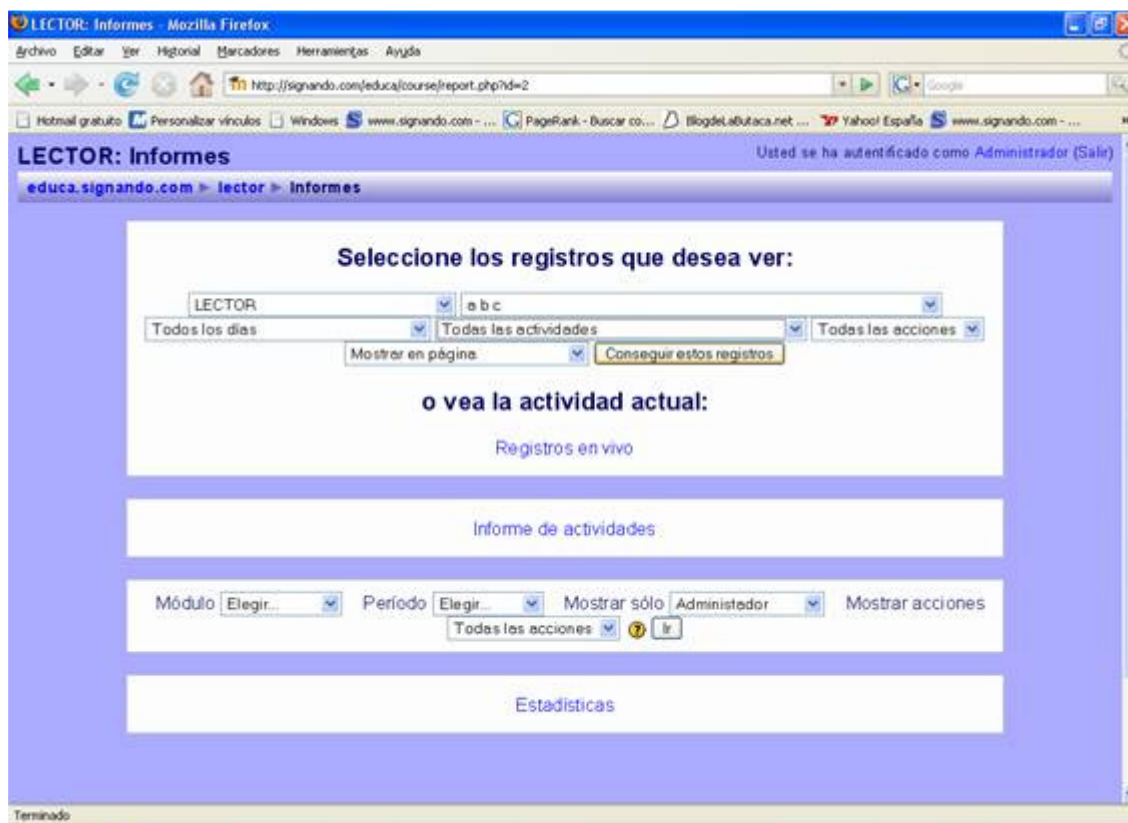 LECTOR: Informes - Mozilla Firefox
Archivo Editar Ver Historial Marcadores Herramientas Ayuda
http://signando.com/educa/course/report.php?id=2 Google
Hotmail gratuito Personalizar vínculos Windows www.signando.com - ... PageRank - Buscar co... BlogdeLaButaca.net ... Yahoo! España www.signando.com - ...
LECTOR: Informes Usted se ha autentificado como Administrador (Salir)
educa.signando.com ► lector ► Informes
Seleccione los registros que desea ver:
LECTOR a b c
Todos los días Todas las actividades Todas las acciones
Mostrar en página Conseguir estos registros
o vea la actividad actual:
Registros en vivo
Informe de actividades
Módulo Elegir... Período Elegir... Mostrar sólo Administador Mostrar acciones
Todas las acciones ? Ir
Estadísticas
Terminado